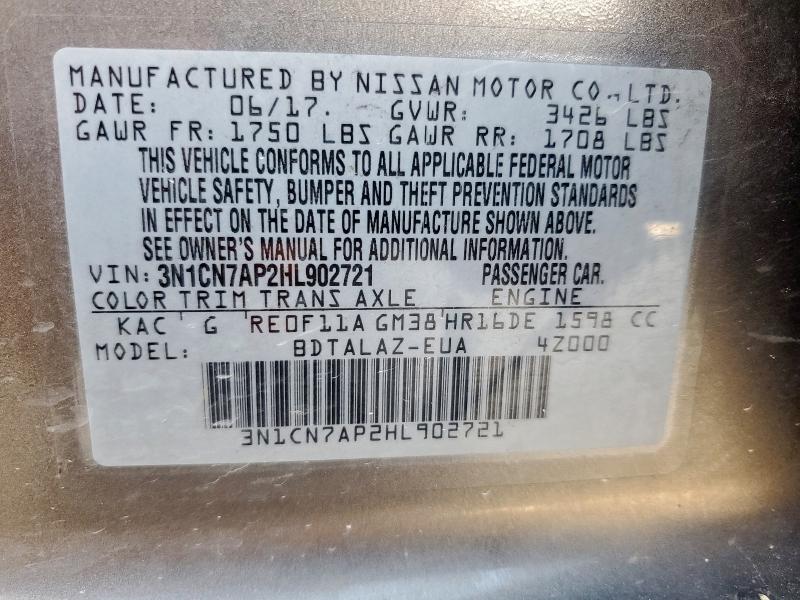 MANUFACTURED BY NISSAN MOTOR CO., LTD.
DATE: 06/17. GVWR: 3426 LBS
GAWR FR: 1750 LBS GAWR RR: 1708 LBS
THIS VEHICLE CONFORMS TO ALL APPLICABLE FEDERAL MOTOR
VEHICLE SAFETY, BUMPER AND THEFT PREVENTION STANDARDS
IN EFFECT ON THE DATE OF MANUFACTURE SHOWN ABOVE.
SEE OWNER'S MANUAL FOR ADDITIONAL INFORMATION.
VIN: 3N1CN7AP2HL902721 PASSENGER CAR.
COLOR TRIM TRANS AXLE ENGINE
KAC G RE0F11A GM38 HR16DE 1598 CC
MODEL: BDTALAZ-EUA 4Z000
3N1CN7AP2HL902721